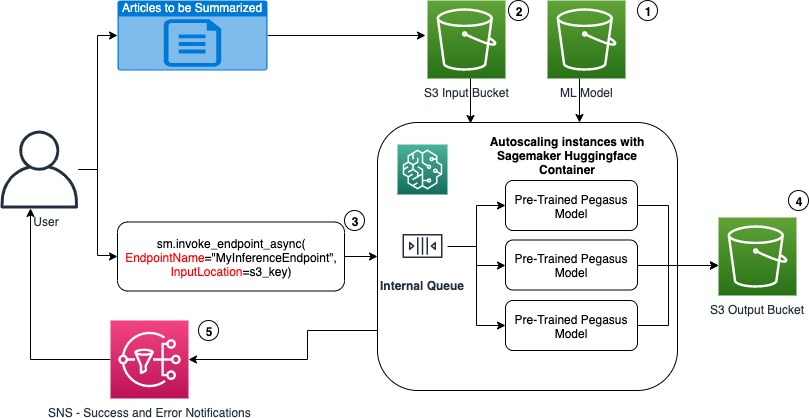 Articles to be Summarized
2
1
S3 Input Bucket
ML Model
Autoscaling instances with
Sagemaker Huggingface
Container
Pre-Trained Pegasus
Model
User
3
sm.invoke_endpoint_async(
EndpointName="MyInferenceEndpoint",
InputLocation=s3_key)
Internal Queue
Pre-Trained Pegasus
Model
4
S3 Output Bucket
Pre-Trained Pegasus
Model
5
SNS - Success and Error Notifications